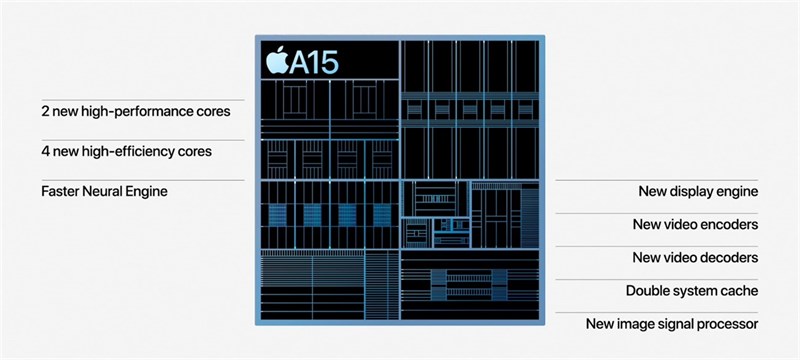 A15
2 new high-performance cores
4 new high-efficiency cores
Faster Neural Engine
New display engine
New video encoders
New video decoders
Double system cache
New image signal processor